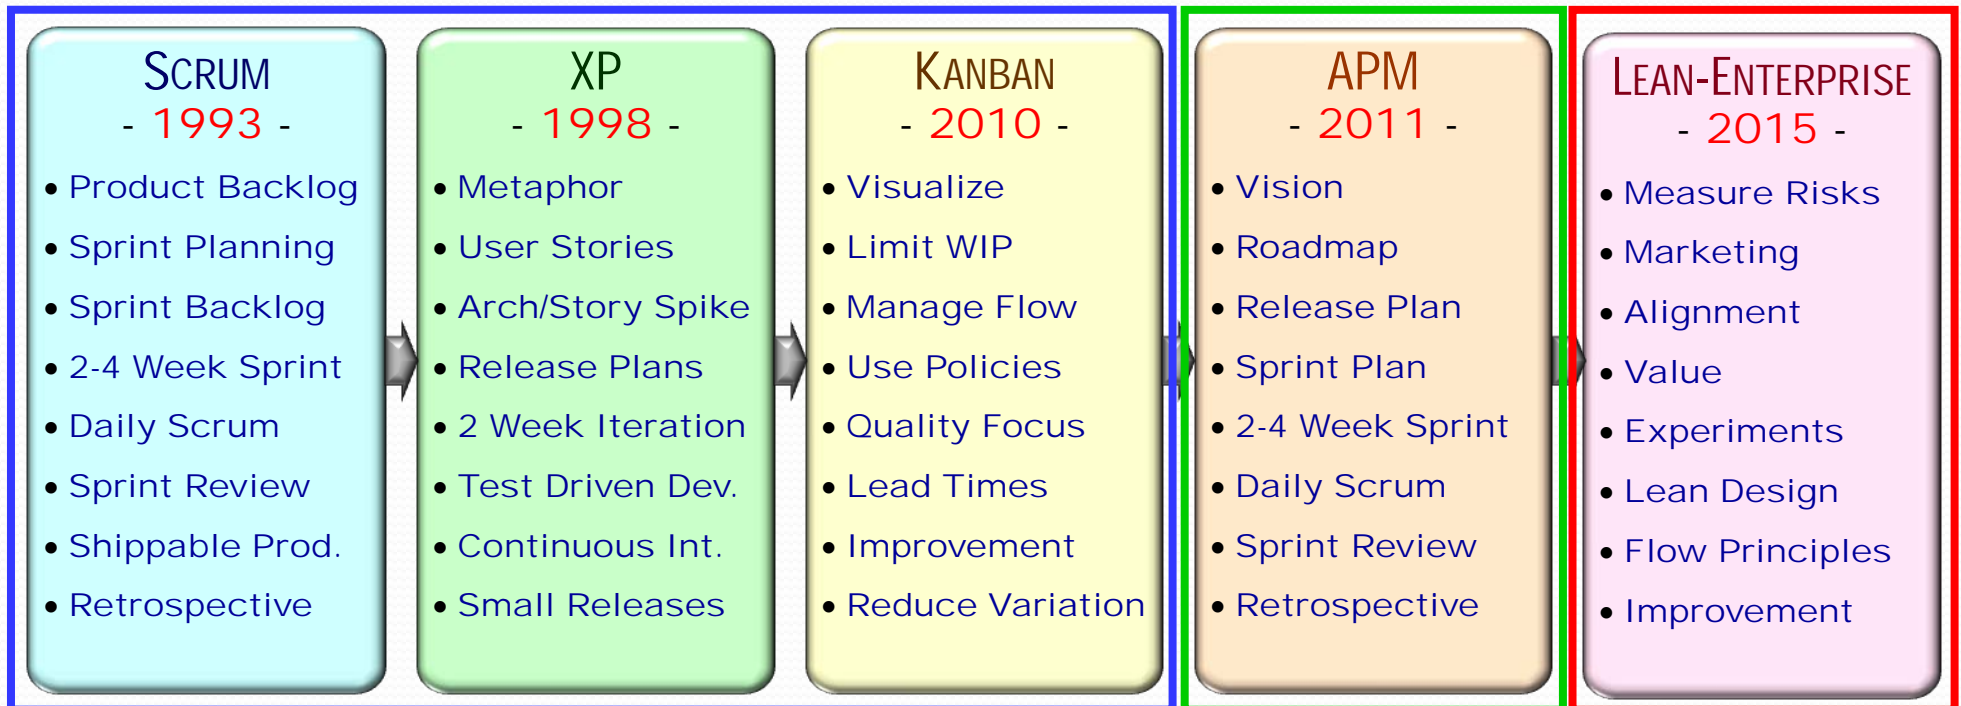 SCRUM
- 1993 -
• Product Backlog
• Sprint Planning
• Sprint Backlog
• 2-4 Week Sprint
• Daily Scrum
• Sprint Review
• Shippable Prod.
• Retrospective
XP
- 1998 -
• Metaphor
• User Stories
• Arch/Story Spike
• Release Plans
• 2 Week Iteration
• Test Driven Dev.
• Continuous Int.
• Small Releases
KANBAN
- 2010 -
• Visualize
• Limit WIP
• Manage Flow
• Use Policies
• Quality Focus
• Lead Times
• Improvement
• Reduce Variation
APM
- 2011 -
• Vision
• Roadmap
• Release Plan
• Sprint Plan
• 2-4 Week Sprint
• Daily Scrum
• Sprint Review
• Retrospective
LEAN-ENTERPRISE
- 2015 -
• Measure Risks
• Marketing
• Alignment
• Value
• Experiments
• Lean Design
• Flow Principles
• Improvement